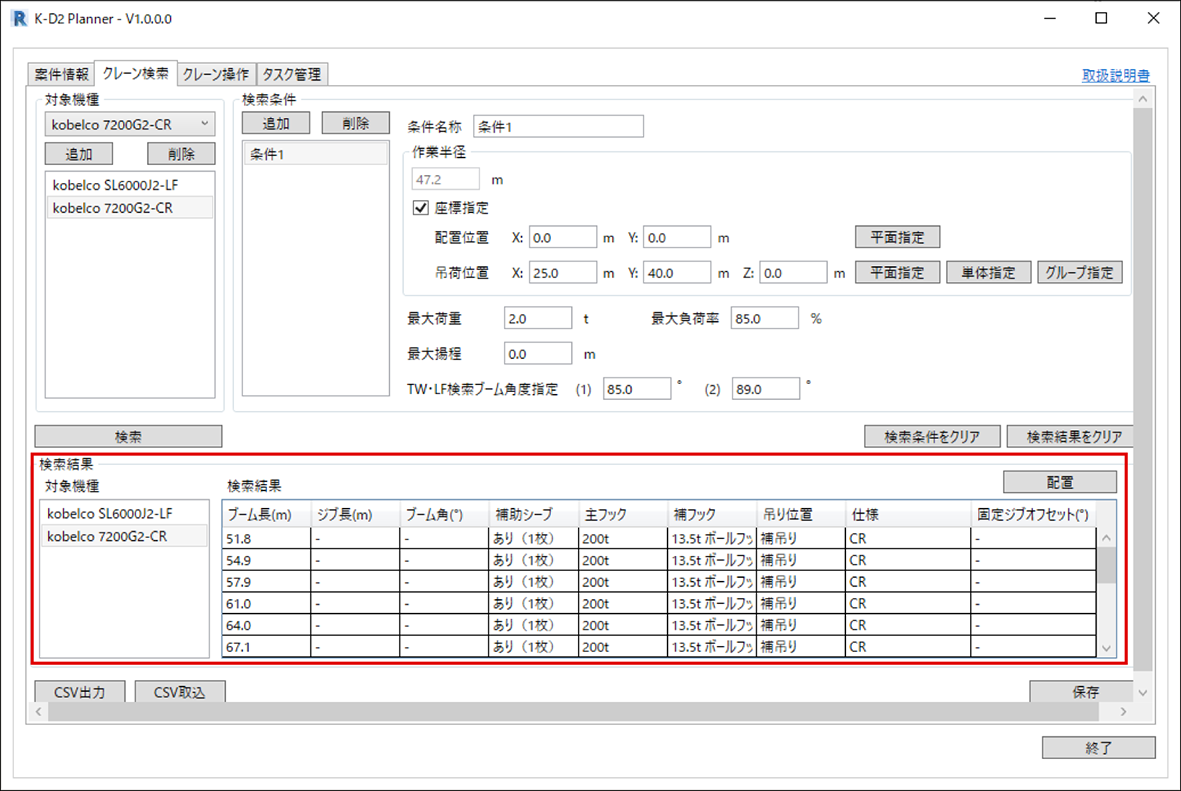 K-D2 Planner - V1.0.0.0
案件情報 クレーン検索 クレーン操作 タスク管理 取扱説明書
対象機種
kobelco 7200G2-CR
追加 削除
kobelco SL6000J2-LF
kobelco 7200G2-CR
検索条件
追加 削除
条件1
条件名称 条件1
作業半径
47.2 m
座標指定
配置位置 X: 0.0 m Y: 0.0 m 平面指定
吊荷位置 X: 25.0 m Y: 40.0 m Z: 0.0 m 平面指定 単体指定 グループ指定
最大荷重 2.0 t 最大負荷率 85.0 %
最大揚程 0.0 m
TW・LF検索ブーム角度指定 (1) 85.0 ° (2) 89.0 °
検索 検索条件をクリア 検索結果をクリア
検索結果
対象機種 検索結果 配置
kobelco SL6000J2-LF
kobelco 7200G2-CR
ブーム長(m) ジブ長(m) ブーム角(°) 補助シーブ 主フック 補フック 吊り位置 仕様 固定ジブオフセット(°)
51.8 - - あり（1枚） 200t 13.5t ボールフッ 補吊り CR -
54.9 - - あり（1枚） 200t 13.5t ボールフッ 補吊り CR -
57.9 - - あり（1枚） 200t 13.5t ボールフッ 補吊り CR -
61.0 - - あり（1枚） 200t 13.5t ボールフッ 補吊り CR -
64.0 - - あり（1枚） 200t 13.5t ボールフッ 補吊り CR -
67.1 - - あり（1枚） 200t 13.5t ボールフッ 補吊り CR -
CSV出力 CSV取込 保存
終了